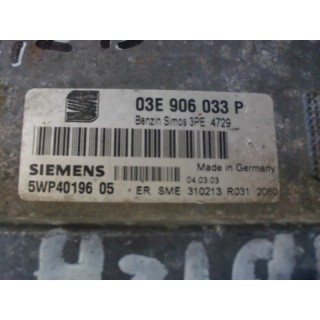 03E 906 033 P
Benzin Simos 3PE 4729
SIEMENS
Made in Germany
04.03.03
5WP40196 05
ER SME 310213 R031